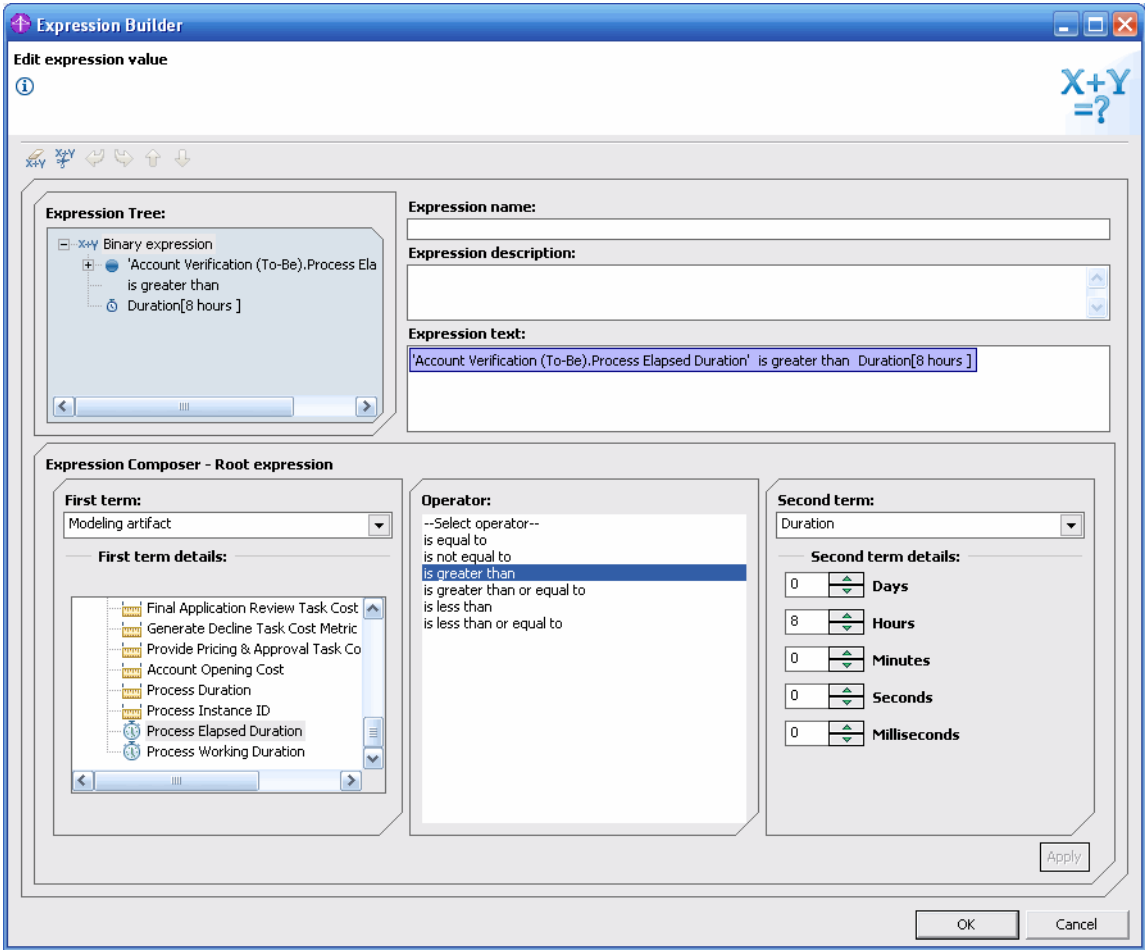 Expression Builder
Edit expression value
X+Y
=?
X+Y
X+Y
Expression Tree:
X+Y Binary expression
'Account Verification (To-Be).Process Ela
is greater than
Duration[8 hours ]
Expression name:
Expression description:
Expression text:
'Account Verification (To-Be).Process Elapsed Duration'  is greater than  Duration[8 hours ]
Expression Composer - Root expression
First term:
Modeling artifact
First term details:
Final Application Review Task Cost
Generate Decline Task Cost Metric
Provide Pricing & Approval Task Co
Account Opening Cost
Process Duration
Process Instance ID
Process Elapsed Duration
Process Working Duration
Operator:
--Select operator--
is equal to
is not equal to
is greater than
is greater than or equal to
is less than
is less than or equal to
Second term:
Duration
Second term details:
0 Days
8 Hours
0 Minutes
0 Seconds
0 Milliseconds
Apply
OK
Cancel